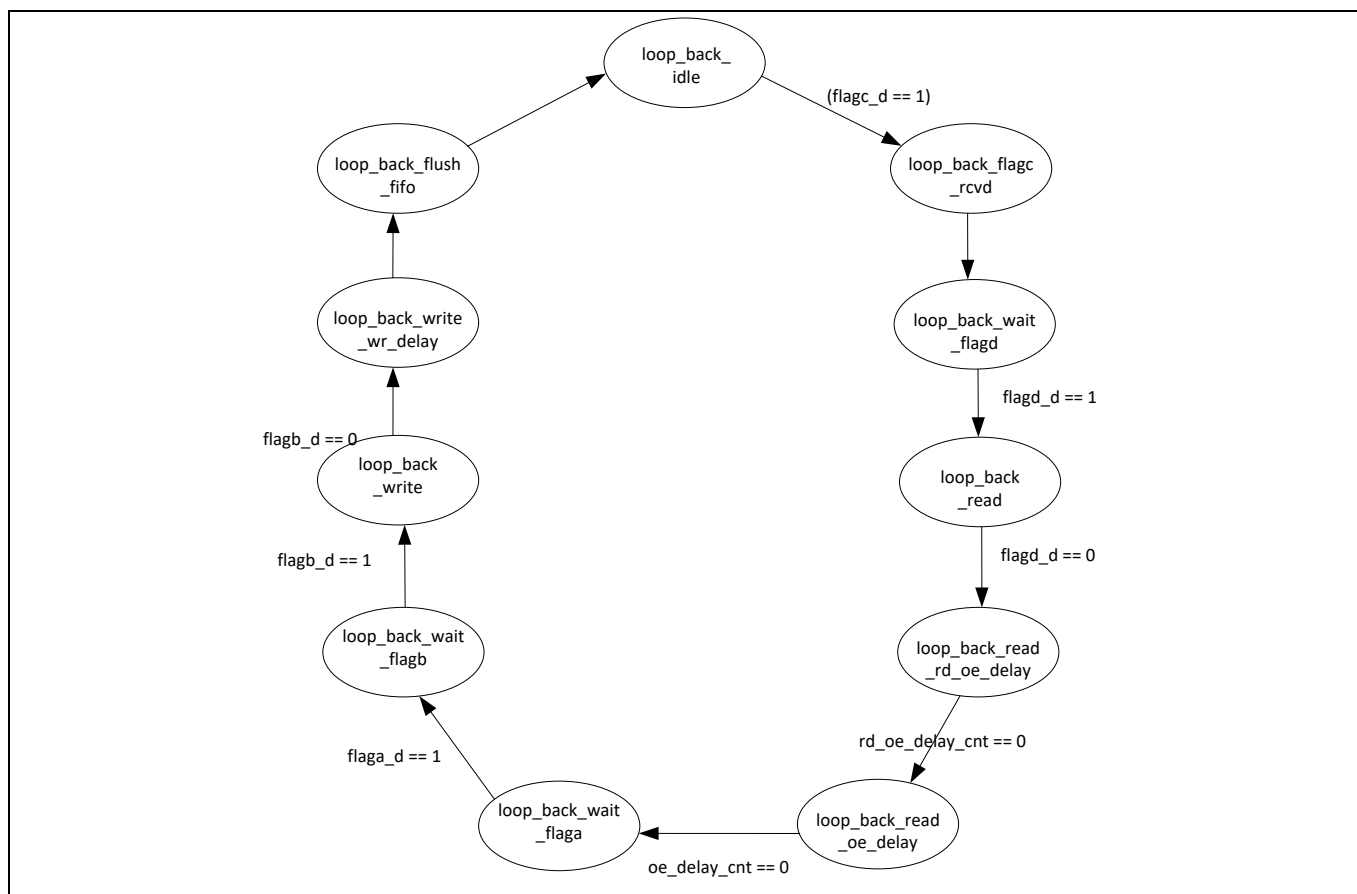 loop_back_
idle
(flagc_d == 1)
loop_back_flush
_fifo
loop_back_flagc
_rcvd
loop_back_write
_wr_delay
loop_back_wait
_flagd
flagd_d == 1
flagb_d == 0
loop_back
_write
loop_back
_read
flagb_d == 1
flagd_d == 0
loop_back_wait
_flagb
loop_back_read
_rd_oe_delay
flaga_d == 1
rd_oe_delay_cnt == 0
loop_back_wait
_flaga
loop_back_read
_oe_delay
oe_delay_cnt == 0